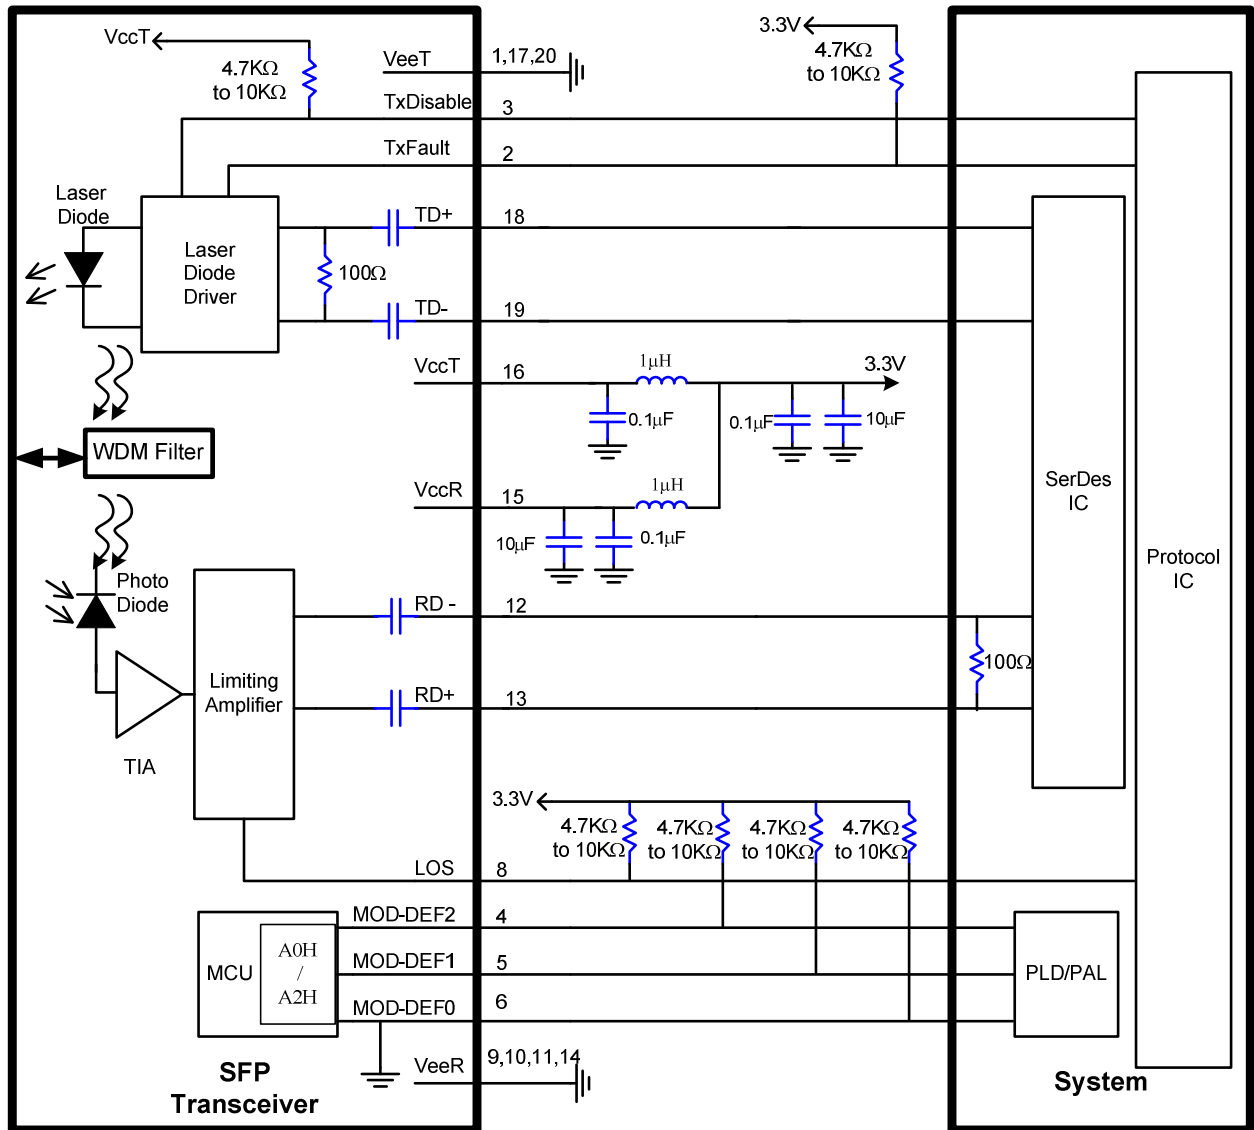 VccT
4.7KΩ
to 10KΩ
VeeT
1,17,20
3.3V
4.7KΩ
to 10KΩ
TxDisable
3
TxFault
2
Laser
Diode
Laser
Diode
Driver
TD+
18
100Ω
TD-
19
VccT
16
1μH
3.3V
0.1μF
0.1μF
10μF
WDM Filter
SerDes
IC
VccR
15
1μH
10μF
0.1μF
Protocol
IC
Photo
Diode
RD -
12
100Ω
Limiting
Amplifier
RD+
13
TIA
3.3V
4.7KΩ
to 10KΩ
4.7KΩ
to 10KΩ
4.7KΩ
to 10KΩ
4.7KΩ
to 10KΩ
LOS
8
MOD-DEF2
4
MCU
A0H
/
A2H
MOD-DEF1
5
PLD/PAL
MOD-DEF0
6
VeeR
9,10,11,14
SFP
Transceiver
System